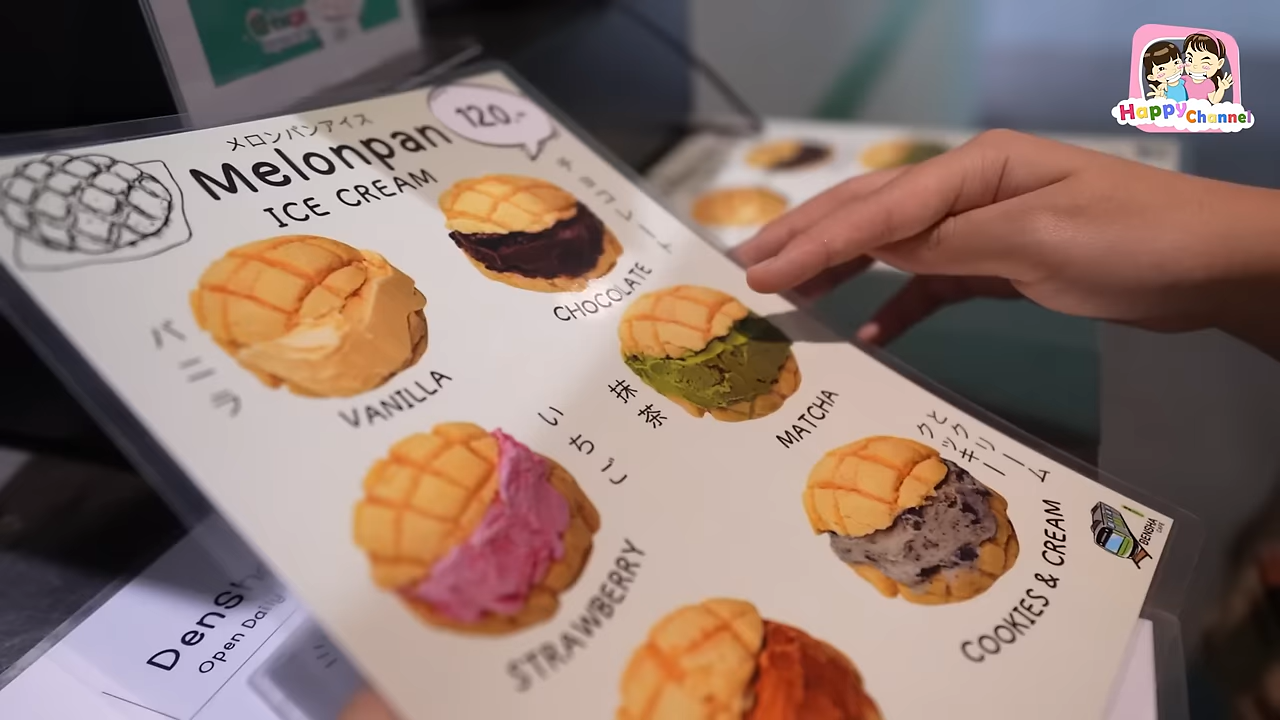 メロンパンアイス
Melonpan
ICE CREAM
120.-
チョコレート
CHOCOLATE
バニラ
VANILLA
抹茶
MATCHA
いちご
STRAWBERRY
クッキー
とクリーム
COOKIES & CREAM
DENSHA
CAFE
Densh
Open Daily
Happy Channel